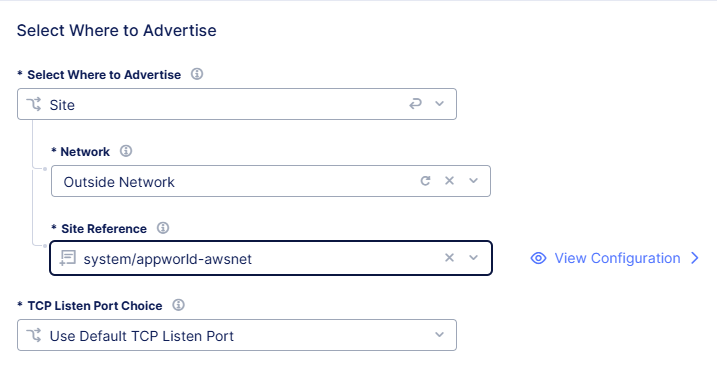 Select Where to Advertise
* Select Where to Advertise
Site
* Network
Outside Network
* Site Reference
system/appworld-awsnet
View Configuration
* TCP Listen Port Choice
Use Default TCP Listen Port